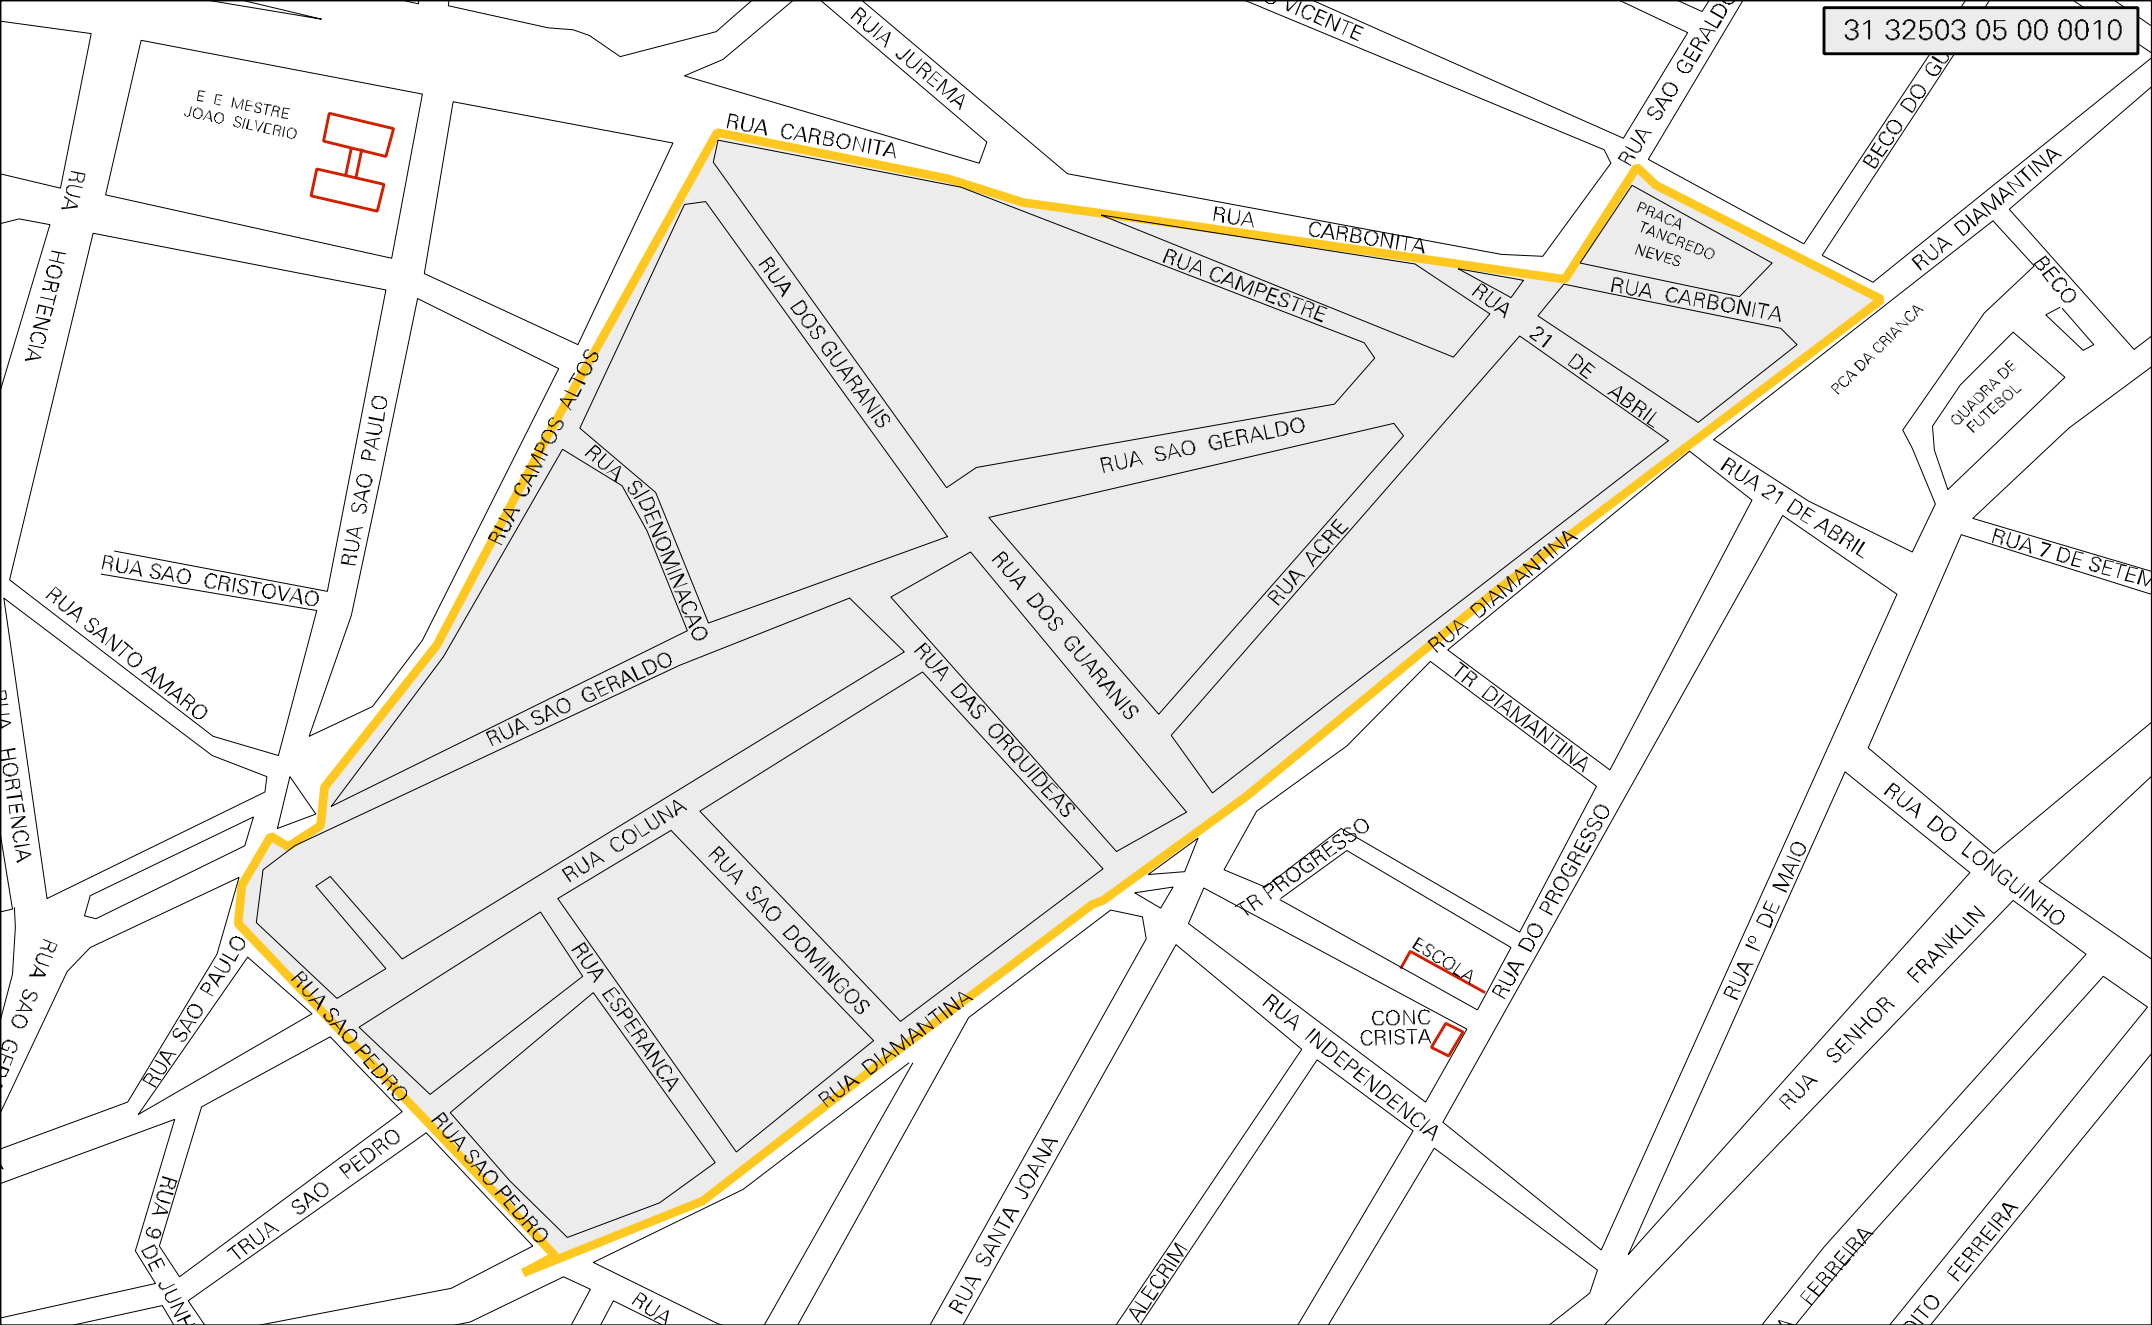 31 32503 05 00 0010
VICENTE
RUIA JUREMA
RUA SAO GERALDO
BECO DO GU
E E MESTRE
JOAO SILVERIO
RUA CARBONITA
RUA DIAMANTINA
RUA
HORTENCIA
RUA CARBONITA
PRACA
TANCREDO
NEVES
BECO
RUA DOS GUARANIS
RUA CAMPESTRE
RUA 21 DE ABRIL
RUA CARBONITA
PCA DA CRIANCA
QUADRA DE
FUTEBOL
RUA CAMPOS ALTOS
RUA SAO PAULO
RUA SIDENOMINACAO
RUA SAO GERALDO
RUA 21 DE ABRIL
RUA 7 DE SETEM
RUA SAO CRISTOVAO
RUA SANTO AMARO
RUA ACRE
RUA DIAMANTINA
RUA DOS GUARANIS
RUA SAO GERALDO
RUA DAS ORQUIDEAS
TR DIAMANTINA
RUA HORTENCIA
RUA COLUNA
RUA SAO DOMINGOS
TR PROGRESSO
RUA DO PROGRESSO
RUA Iº DE MAIO
RUA DO LONGUINHO
RUA SENHOR FRANKLIN
ESCOLA
CONC
CRISTA
RUA SAO GER
RUA SAO PAULO
RUA SAO PEDRO
RUA ESPERANCA
RUA DIAMANTINA
RUA INDEPENDENCIA
RUA SAO PEDRO
TRUA SAO PEDRO
RUA 9 DE JUNH
RUA SANTA JOANA
ALECRIM
RUA
FERREIRA
DITO FERREIRA